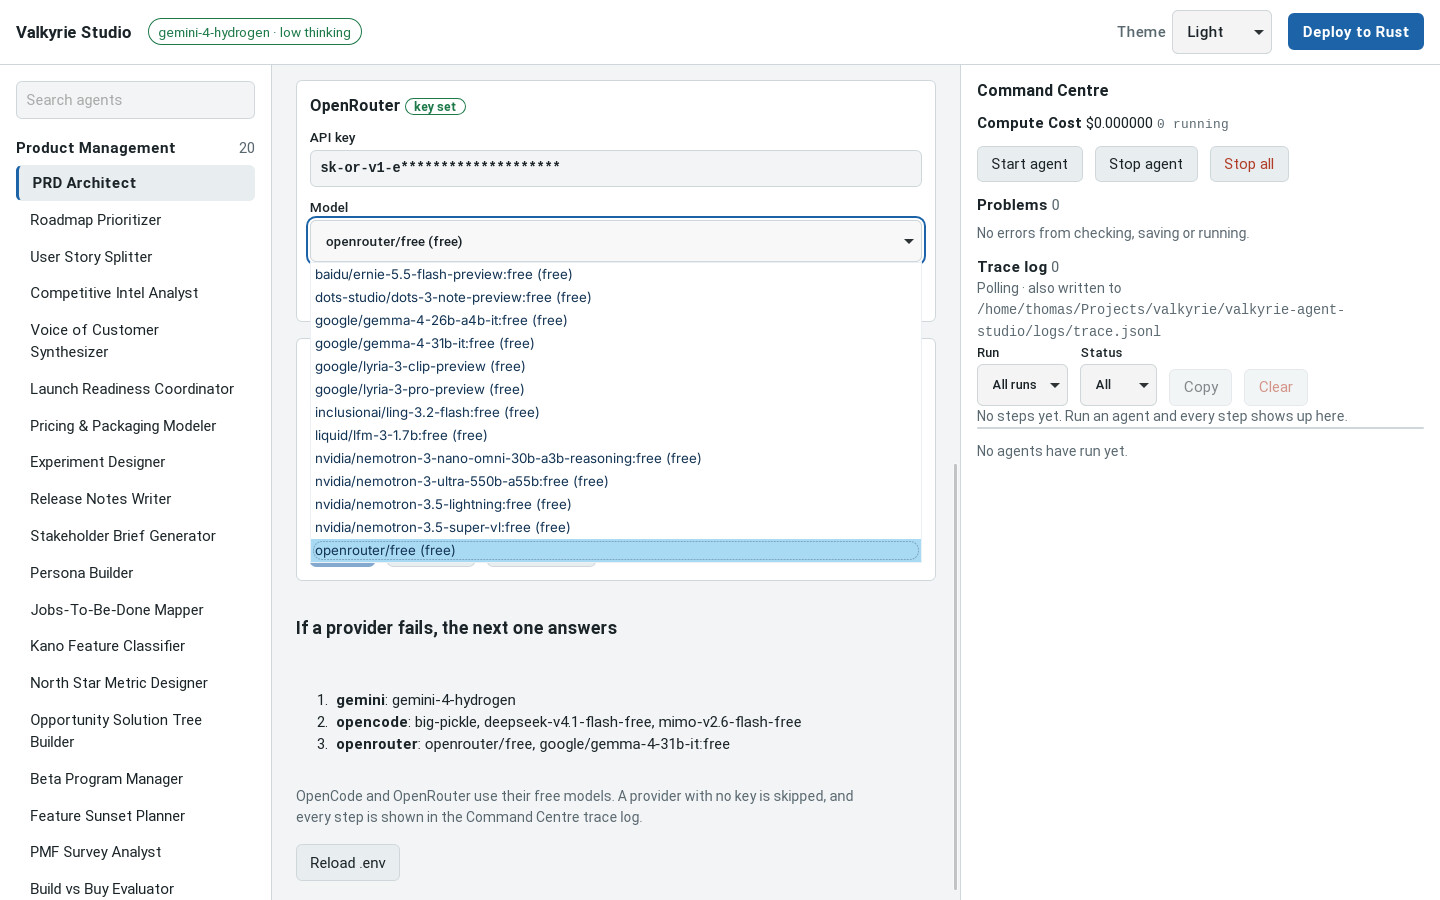 Valkyrie Studio
gemini-4-hydrogen · low thinking
Theme
Light
Deploy to Rust
Search agents
Product Management 20
PRD Architect
Roadmap Prioritizer
User Story Splitter
Competitive Intel Analyst
Voice of Customer
Synthesizer
Launch Readiness Coordinator
Pricing & Packaging Modeler
Experiment Designer
Release Notes Writer
Stakeholder Brief Generator
Persona Builder
Jobs-To-Be-Done Mapper
Kano Feature Classifier
North Star Metric Designer
Opportunity Solution Tree
Builder
Beta Program Manager
Feature Sunset Planner
PMF Survey Analyst
Build vs Buy Evaluator
OpenRouter key set
API key
sk-or-v1-e********************
Model
openrouter/free (free)
baidu/ernie-5.5-flash-preview:free (free)
dots-studio/dots-3-note-preview:free (free)
google/gemma-4-26b-a4b-it:free (free)
google/gemma-4-31b-it:free (free)
google/lyria-3-clip-preview (free)
google/lyria-3-pro-preview (free)
inclusionai/ling-3.2-flash:free (free)
liquid/lfm-3-1.7b:free (free)
nvidia/nemotron-3-nano-omni-30b-a3b-reasoning:free (free)
nvidia/nemotron-3-ultra-550b-a55b:free (free)
nvidia/nemotron-3.5-lightning:free (free)
nvidia/nemotron-3.5-super-vl:free (free)
openrouter/free (free)
If a provider fails, the next one answers
1. gemini: gemini-4-hydrogen
2. opencode: big-pickle, deepseek-v4.1-flash-free, mimo-v2.6-flash-free
3. openrouter: openrouter/free, google/gemma-4-31b-it:free
OpenCode and OpenRouter use their free models. A provider with no key is skipped, and
every step is shown in the Command Centre trace log.
Reload .env
Command Centre
Compute Cost $0.000000 0 running
Start agent
Stop agent
Stop all
Problems 0
No errors from checking, saving or running.
Trace log 0
Polling · also written to
/home/thomas/Projects/valkyrie/valkyrie-agent-
studio/logs/trace.jsonl
Run
Status
All runs
All
Copy
Clear
No steps yet. Run an agent and every step shows up here.
No agents have run yet.